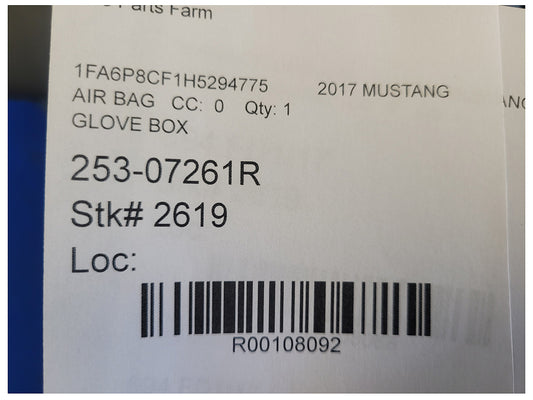 Parts Farm
1FA6P8CF1H5294775 2017 MUSTANG
AIR BAG CC: 0 Qty: 1
GLOVE BOX
253-07261R
Stk# 2619
Loc:
R00108092